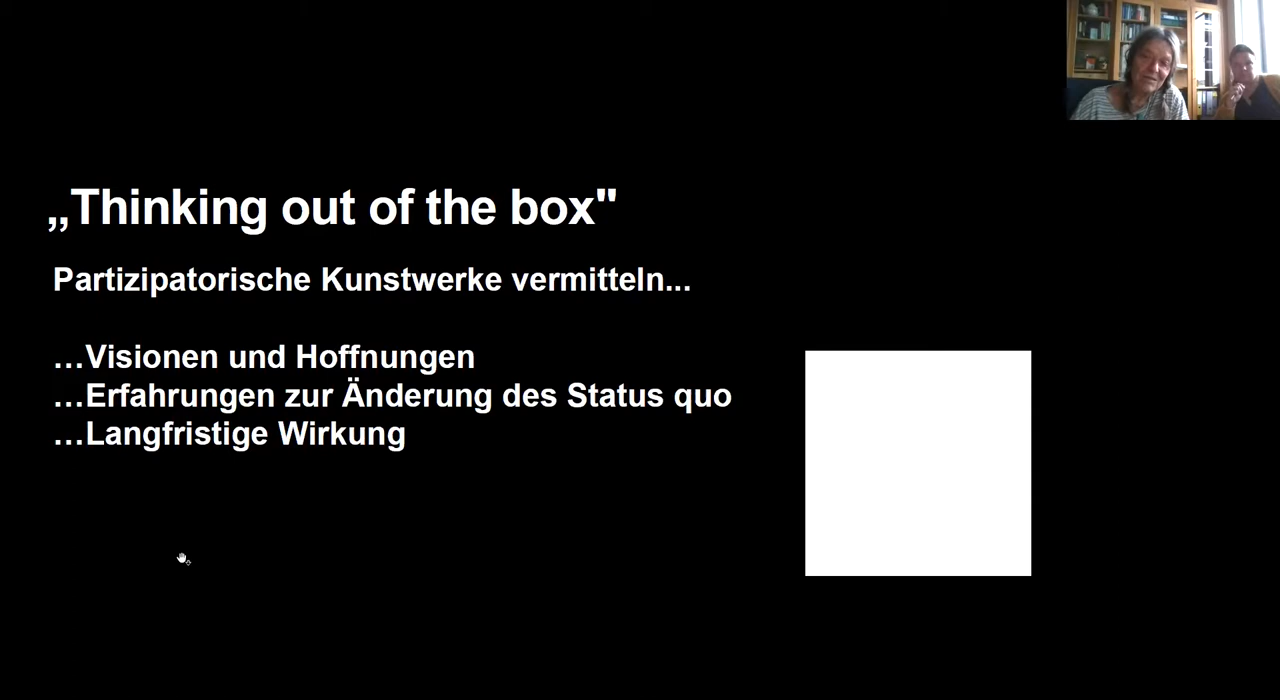 „Thinking out of the box"
Partizipatorische Kunstwerke vermitteln...
…Visionen und Hoffnungen
…Erfahrungen zur Änderung des Status quo
…Langfristige Wirkung